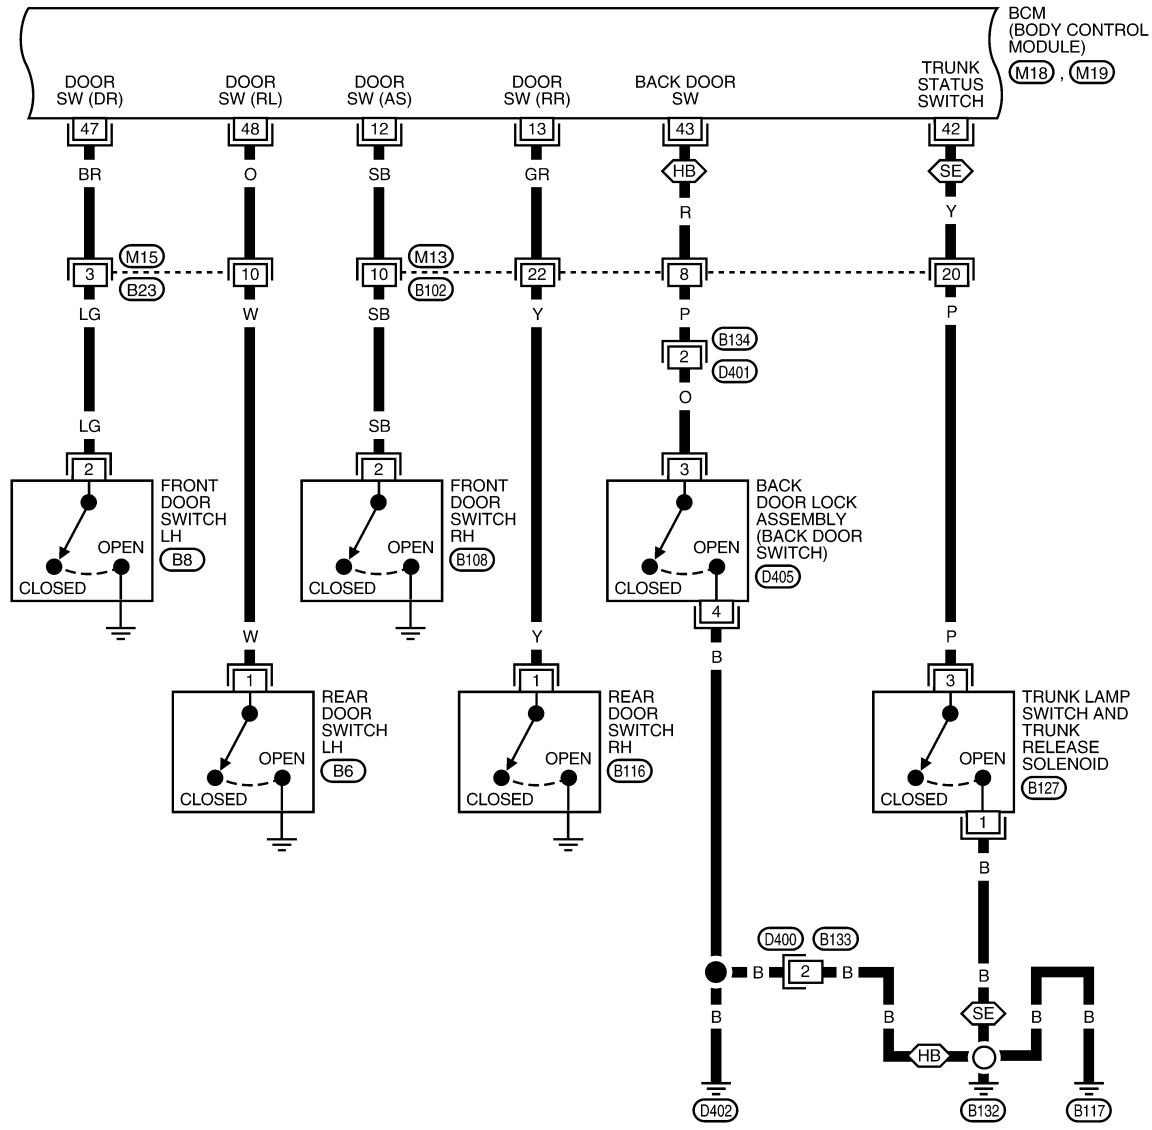 BCM
(BODY CONTROL
MODULE)
M18 , M19
DOOR
SW (DR)
DOOR
SW (RL)
DOOR
SW (AS)
DOOR
SW (RR)
BACK DOOR
SW
TRUNK
STATUS
SWITCH
47 48 12 13 43 42
BR O SB GR HB SE
R Y
M15 M13
3 10 10 22 8 20
B23 B102
LG W SB Y P P
B134
2
D401
O
LG SB
2 2 3
FRONT
DOOR
SWITCH
LH
B8
OPEN
CLOSED
FRONT
DOOR
SWITCH
RH
B108
OPEN
CLOSED
BACK
DOOR LOCK
ASSEMBLY
(BACK DOOR
SWITCH)
D405
OPEN
CLOSED
4
W Y B P
1 1 3
REAR
DOOR
SWITCH
LH
B6
OPEN
CLOSED
REAR
DOOR
SWITCH
RH
B116
OPEN
CLOSED
TRUNK LAMP
SWITCH AND
TRUNK
RELEASE
SOLENOID
B127
OPEN
CLOSED
1
B
D400 B133
B 2 B B
B B SE B B
HB
D402 B132 B117